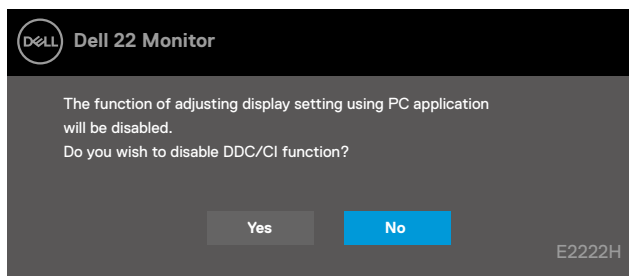 DELL Dell 22 Monitor
The function of adjusting display setting using PC application
will be disabled.
Do you wish to disable DDC/CI function?
Yes No
E2222H